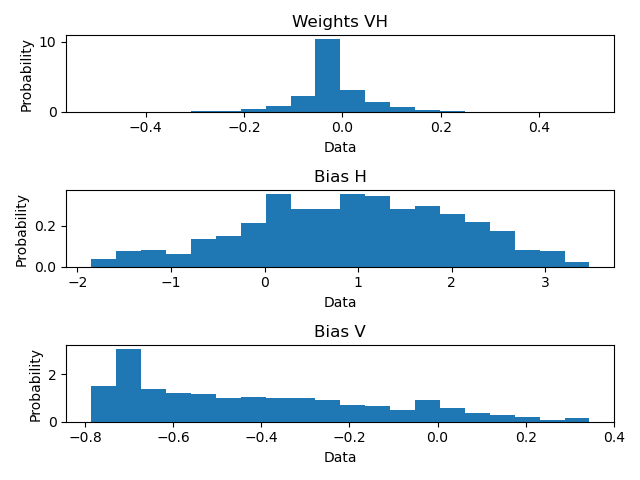 Weights VH
Probability
10
0
−0.4 −0.2 0.0 0.2 0.4
Data
Bias H
Probability
0.2
0.0
−2 −1 0 1 2 3
Data
Bias V
Probability
2
0
−0.8 −0.6 −0.4 −0.2 0.0 0.2 0.4
Data